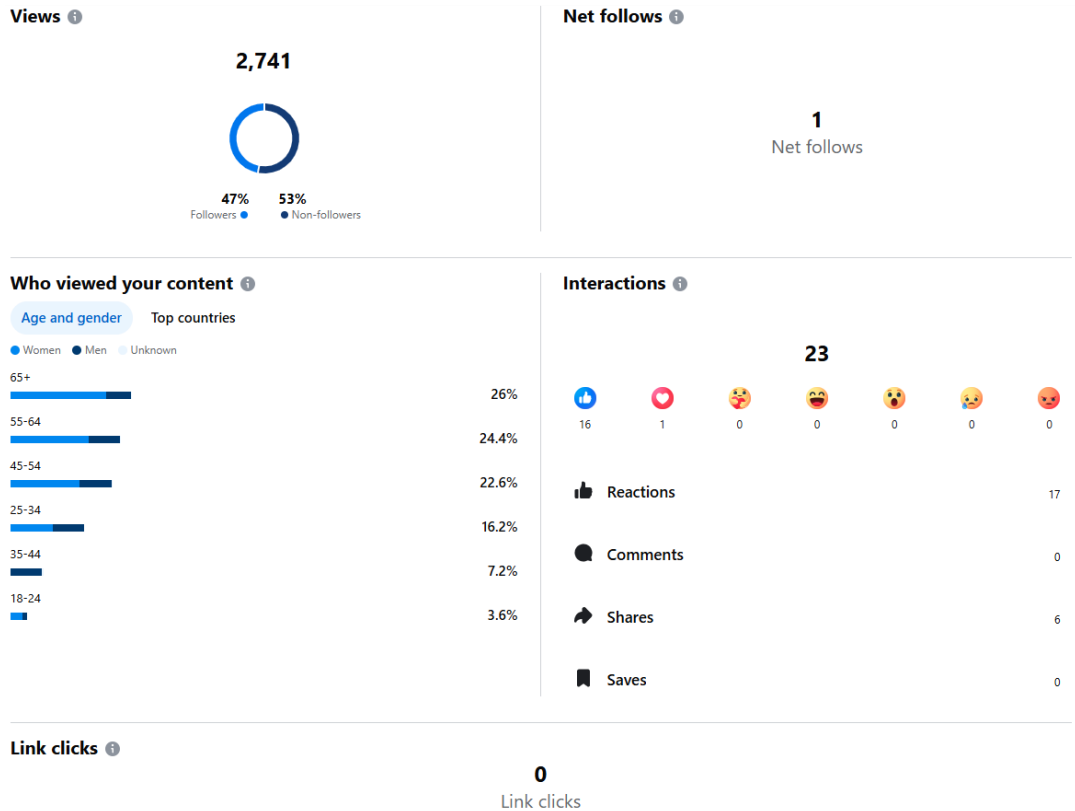 Views
2,741
47% 53%
Followers Non-followers
Net follows
1
Net follows
Who viewed your content
Age and gender Top countries
Women Men Unknown
65+
26%
55-64
24.4%
45-54
22.6%
25-34
16.2%
35-44
7.2%
18-24
3.6%
Interactions
23
16 1 0 0 0 0 0
Reactions 17
Comments 0
Shares 6
Saves 0
Link clicks
0
Link clicks